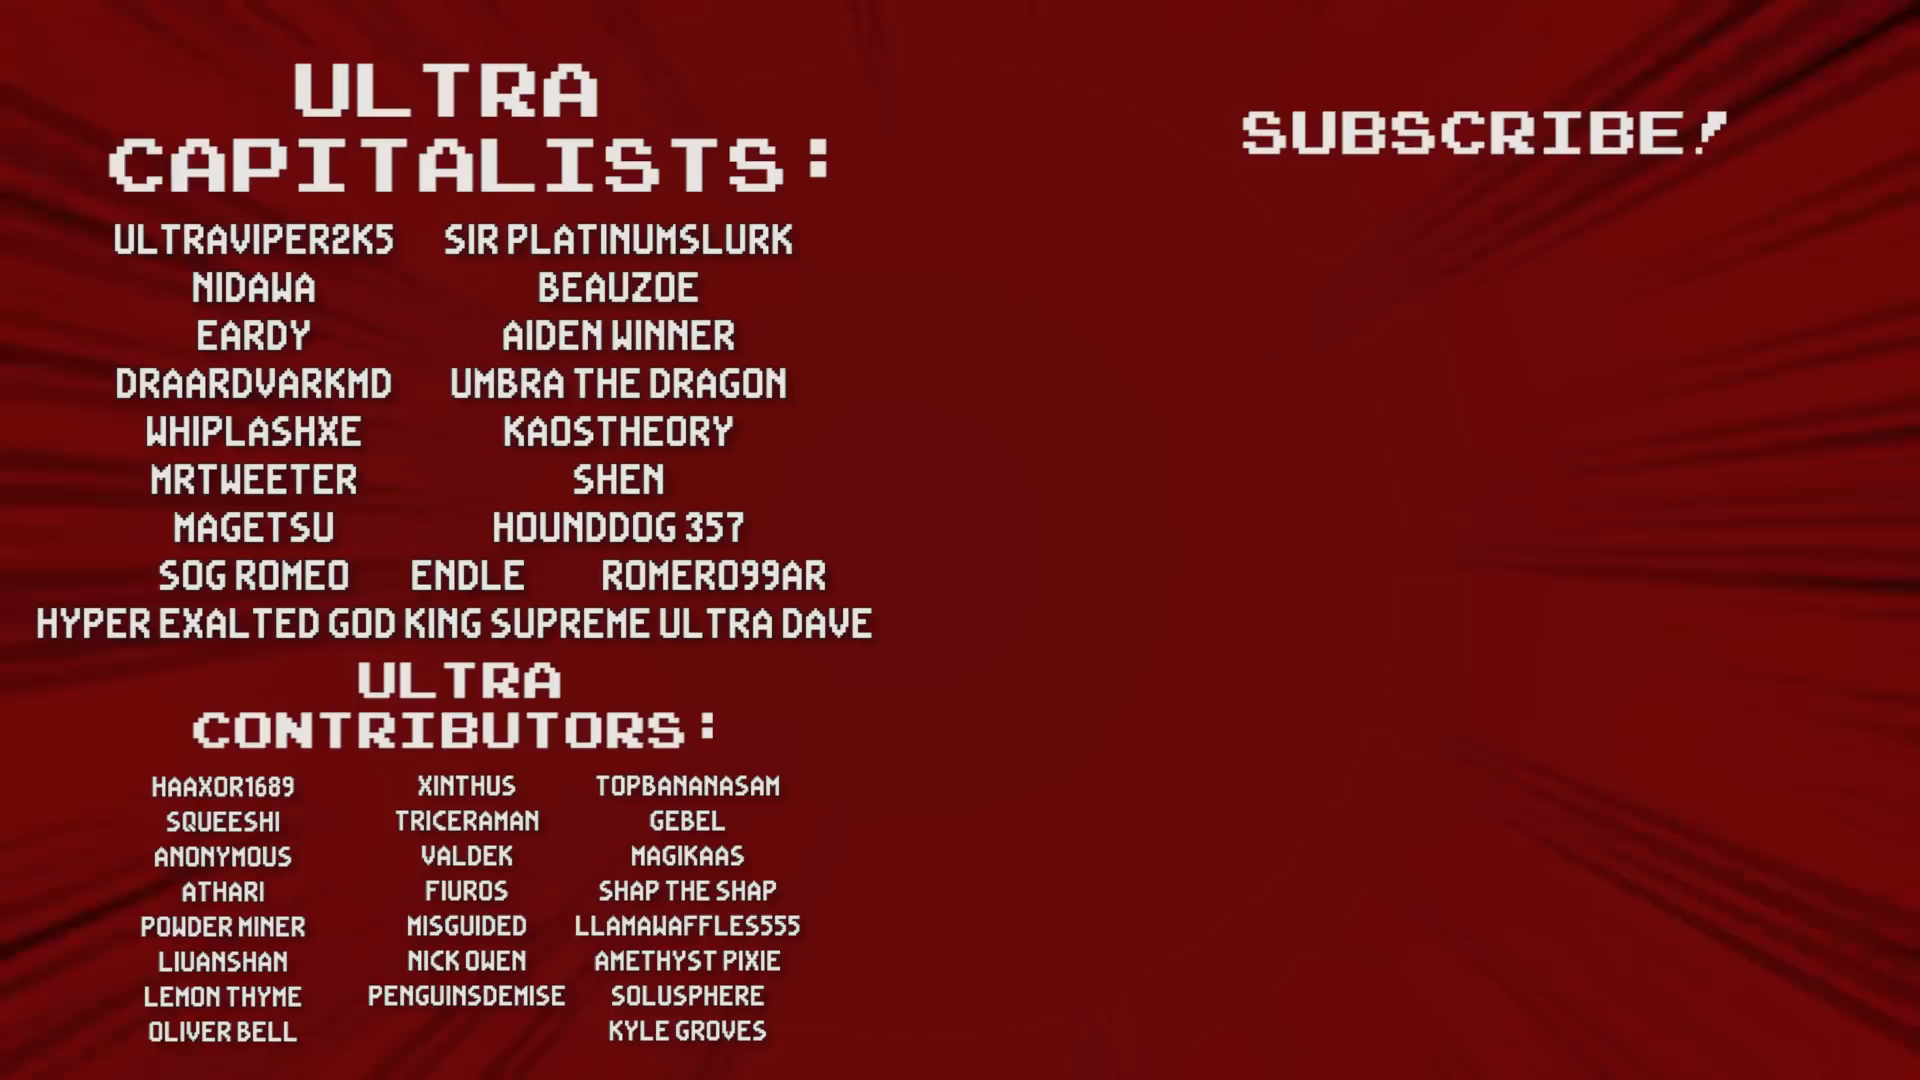 ULTRA
CAPITALISTS:
SUBSCRIBE!
ULTRAVIPER2K5 SIR PLATINUMSLURK
NIDAWA BEAUZOE
EARDY AIDEN WINNER
DRAARDVARKMD UMBRA THE DRAGON
WHIPLASHXE KAOSTHEORY
MRTWEETER SHEN
MAGETSU HOUNDDOG 357
SOG ROMEO ENDLE ROMERO99AR
HYPER EXALTED GOD KING SUPREME ULTRA DAVE
ULTRA
CONTRIBUTORS:
HAAXOR1689 XINTHUS TOPBANANASAM
SQUEESHI TRICERAMAN GEBEL
ANONYMOUS VALDEK MAGIKAAS
ATHARI FIUROS SHAP THE SHAP
POWDER MINER MISGUIDED LLAMAWAFFLES555
LIUANSHAN NICK OWEN AMETHYST PIXIE
LEMON THYME PENGUINSDEMISE SOLUSPHERE
OLIVER BELL KYLE GROVES